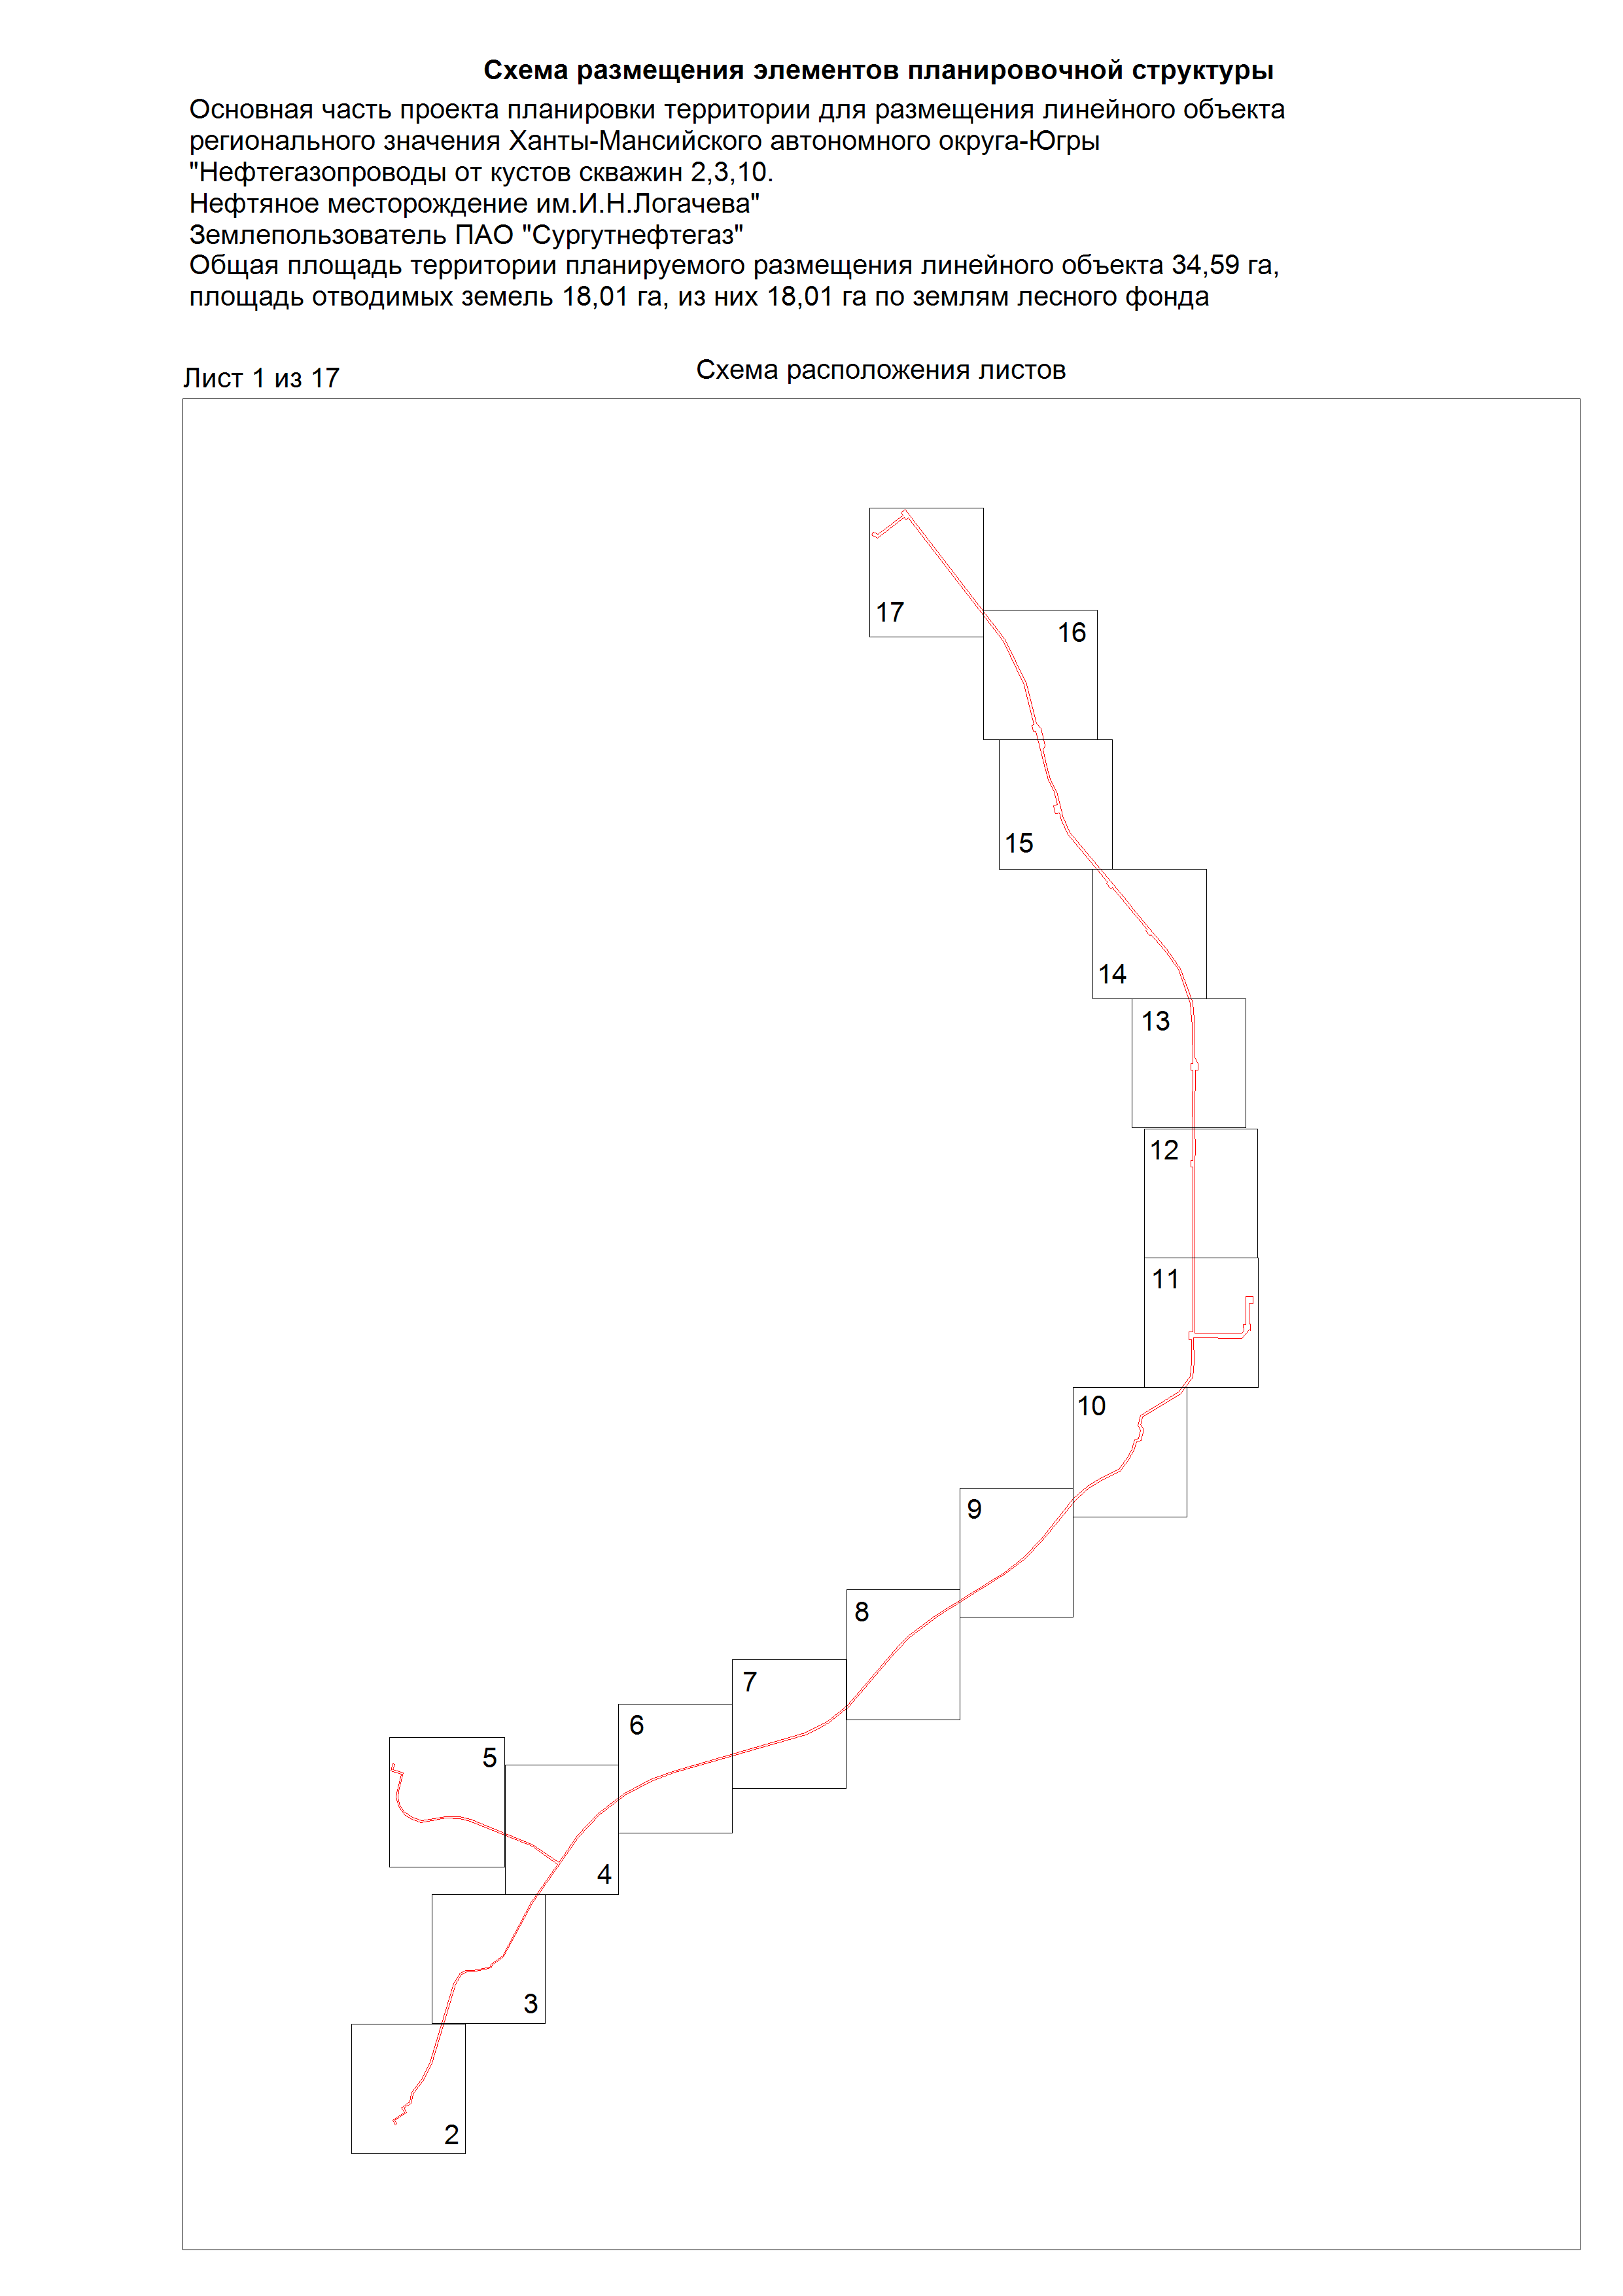 Схема размещения элементов планировочной структуры
Основная часть проекта планировки территории для размещения линейного объекта
регионального значения Ханты-Мансийского автономного округа-Югры
"Нефтегазопроводы от кустов скважин 2,3,10.
Нефтяное месторождение им.И.Н.Логачева"
Землепользователь ПАО "Сургутнефтегаз"
Общая площадь территории планируемого размещения линейного объекта 34,59 га,
площадь отводимых земель 18,01 га, из них 18,01 га по землям лесного фонда
Схема расположения листов
Лист 1 из 17
17
16
15
14
13
12
11
10
9
8
7
6
5
4
3
2